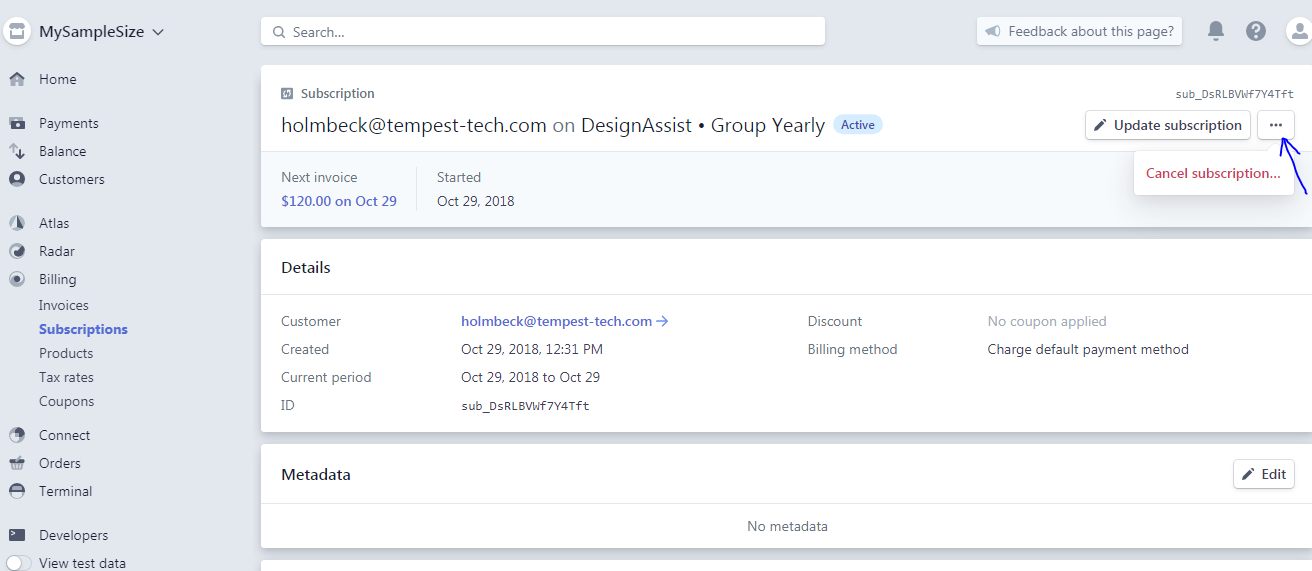 MySampleSize
Search...
Feedback about this page?
Home
Payments
Balance
Customers
Atlas
Radar
Billing
Invoices
Subscriptions
Products
Tax rates
Coupons
Connect
Orders
Terminal
Developers
View test data
Subscription
sub_DsRLBVWf7Y4Tft
holmbeck@tempest-tech.com on DesignAssist • Group Yearly Active
Update subscription
Cancel subscription...
Next invoice
$120.00 on Oct 29
Started
Oct 29, 2018
Details
Customer holmbeck@tempest-tech.com →
Created Oct 29, 2018, 12:31 PM
Current period Oct 29, 2018 to Oct 29
ID sub_DsRLBVWf7Y4Tft
Discount No coupon applied
Billing method Charge default payment method
Metadata
Edit
No metadata